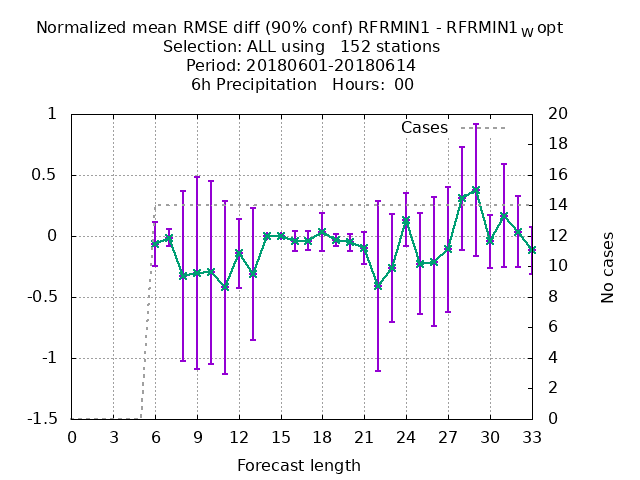 Normalized mean RMSE diff (90% conf) RFRMIN1 - RFRMIN1_W opt
Selection: ALL using   152 stations
Period: 20180601-20180614
6h Precipitation   Hours:  00
Cases
1
0.5
0
-0.5
-1
-1.5
20
18
16
14
12
10
8
6
4
2
0
No cases
0 3 6 9 12 15 18 21 24 27 30 33
Forecast length